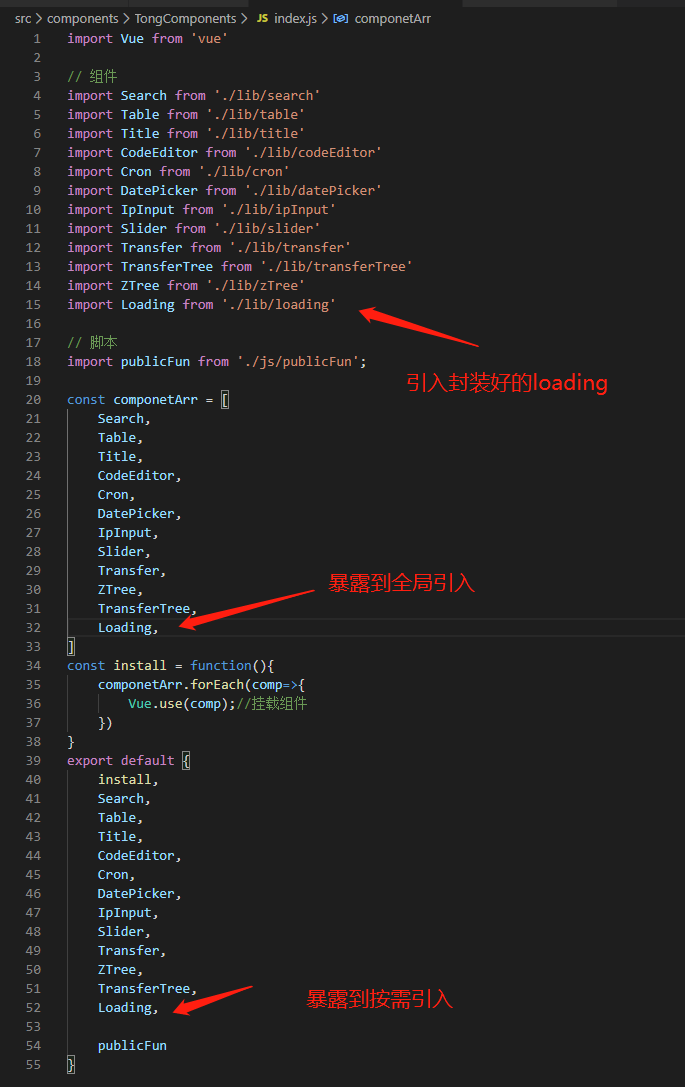 src > components > TongComponents > JS index.js > componetArr
1 import Vue from 'vue'
2
3 // 组件
4 import Search from './lib/search'
5 import Table from './lib/table'
6 import Title from './lib/title'
7 import CodeEditor from './lib/codeEditor'
8 import Cron from './lib/cron'
9 import DatePicker from './lib/datePicker'
10 import IpInput from './lib/ipInput'
11 import Slider from './lib/slider'
12 import Transfer from './lib/transfer'
13 import TransferTree from './lib/transferTree'
14 import ZTree from './lib/zTree'
15 import Loading from './lib/loading'
16
17 // 脚本
18 import publicFun from './js/publicFun';
19
引入封装好的loading
20 const componetArr = [
21 Search,
22 Table,
23 Title,
24 CodeEditor,
25 Cron,
26 DatePicker,
27 IpInput,
28 Slider,
29 Transfer,
暴露到全局引入
30 ZTree,
31 TransferTree,
32 Loading,
33 ]
34 const install = function(){
35 componetArr.forEach(comp=>{
36 Vue.use(comp);//挂载组件
37 })
38 }
39 export default {
40 install,
41 Search,
42 Table,
43 Title,
44 CodeEditor,
45 Cron,
46 DatePicker,
47 IpInput,
48 Slider,
49 Transfer,
50 ZTree,
51 TransferTree,
52 Loading,
暴露到按需引入
53
54 publicFun
55 }